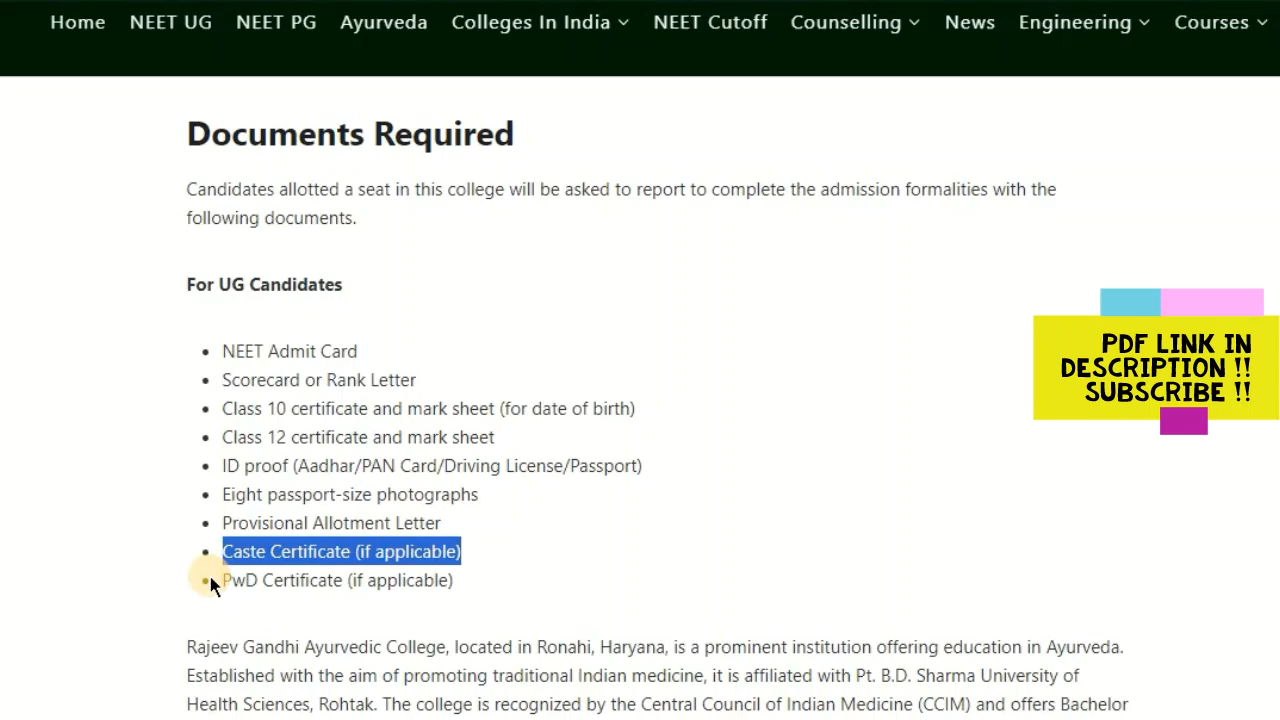 Home NEET UG NEET PG Ayurveda Colleges In India NEET Cutoff Counselling News Engineering Courses
Documents Required
Candidates allotted a seat in this college will be asked to report to complete the admission formalities with the
following documents.
For UG Candidates
• NEET Admit Card
• Scorecard or Rank Letter
• Class 10 certificate and mark sheet (for date of birth)
• Class 12 certificate and mark sheet
• ID proof (Aadhar/PAN Card/Driving License/Passport)
• Eight passport-size photographs
• Provisional Allotment Letter
• Caste Certificate (if applicable)
• PwD Certificate (if applicable)
PDF LINK IN
DESCRIPTION !!
SUBSCRIBE !!
Rajeev Gandhi Ayurvedic College, located in Ronahi, Haryana, is a prominent institution offering education in Ayurveda.
Established with the aim of promoting traditional Indian medicine, it is affiliated with Pt. B.D. Sharma University of
Health Sciences, Rohtak. The college is recognized by the Central Council of Indian Medicine (CCIM) and offers Bachelor